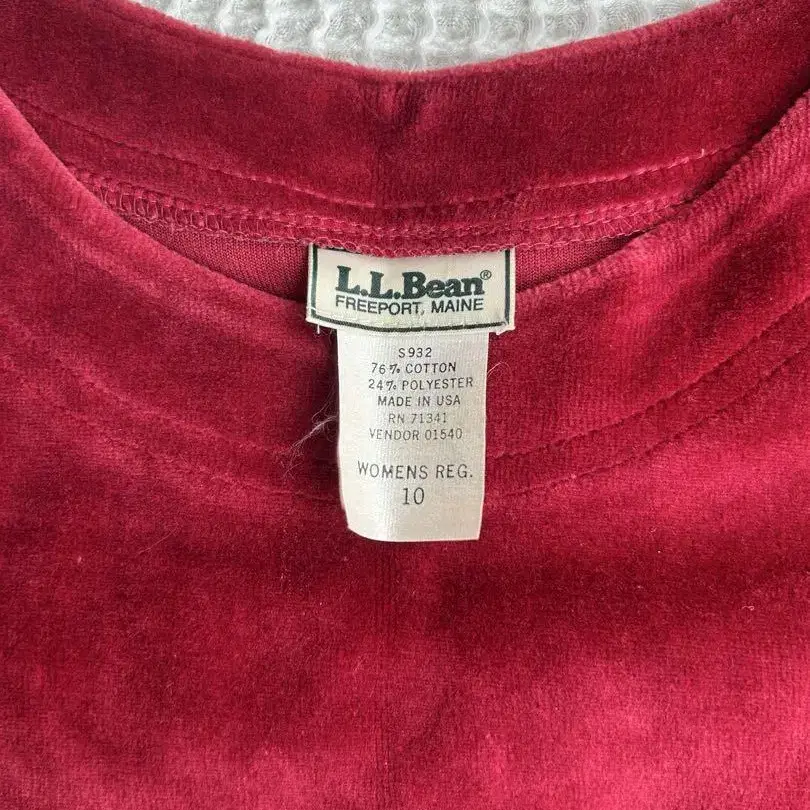 L.L.Bean®
FREEPORT, MAINE
S932
76% COTTON
24% POLYESTER
MADE IN USA
RN 71341
VENDOR 01540
WOMENS REG.
10